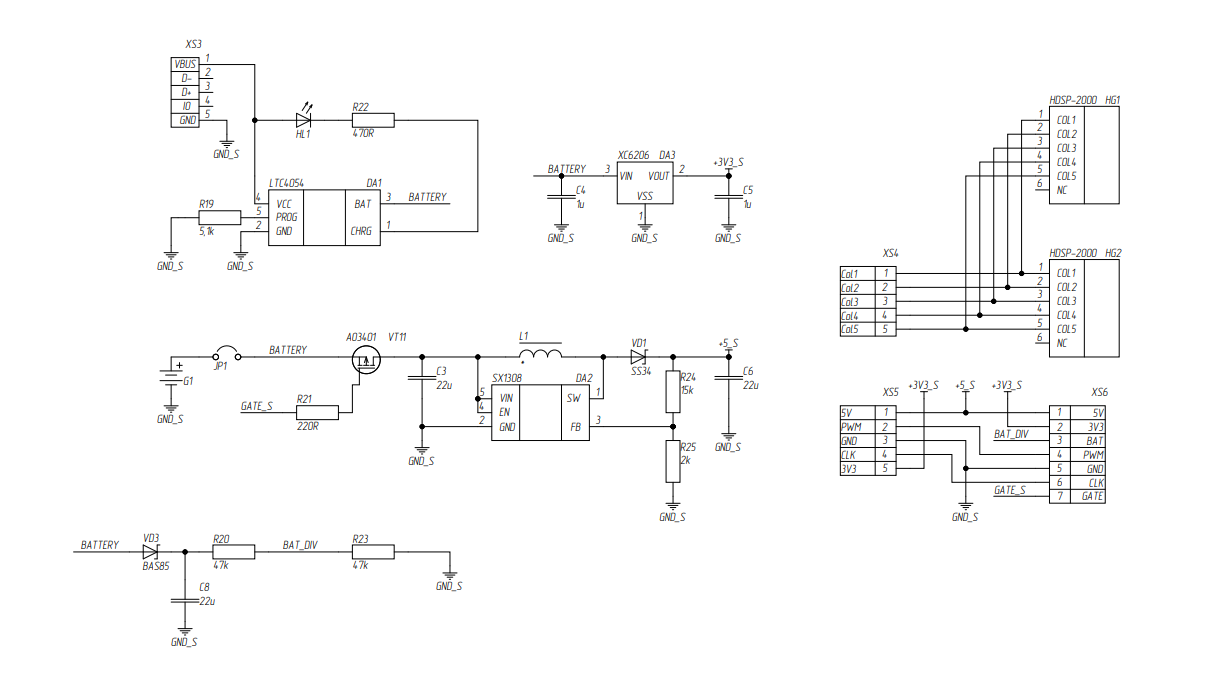 XS3
VBUS 1
D- 2
D+ 3
IO 4
GND 5
GND_S
HL1
R22
470R
LTC4054 DA1
4 VCC BAT 3 BATTERY
5 PROG
2 GND CHRG 1
R19
5,1k
GND_S
GND_S
BATTERY
XC6206 DA3
3 VIN VOUT 2
VSS
1
+3V3_S
C4
1u
C5
1u
GND_S
GND_S
GND_S
HDSP-2000 HG1
1 COL1
2 COL2
3 COL3
4 COL4
5 COL5
6 NC
XS4
Col1 1
Col2 2
Col3 3
Col4 4
Col5 5
HDSP-2000 HG2
1 COL1
2 COL2
3 COL3
4 COL4
5 COL5
6 NC
+
G1
GND_S
JP1
BATTERY
AO3401 VT11
GATE_S
R21
220R
C3
22u
GND_S
L1
SX1308 DA2
5 VIN SW 1
4 EN
2 GND FB 3
VD1
SS34
R24
15k
R25
2k
GND_S
+5_S
C6
22u
GND_S
XS5
5V 1
PWM 2
GND 3
CLK 4
3V3 5
+3V3_S
+5_S
+3V3_S
BAT_DIV
GATE_S
GND_S
XS6
1 5V
2 3V3
3 BAT
4 PWM
5 GND
6 CLK
7 GATE
BATTERY
VD3
BAS85
R20
47k
BAT_DIV
R23
47k
GND_S
C8
22u
GND_S